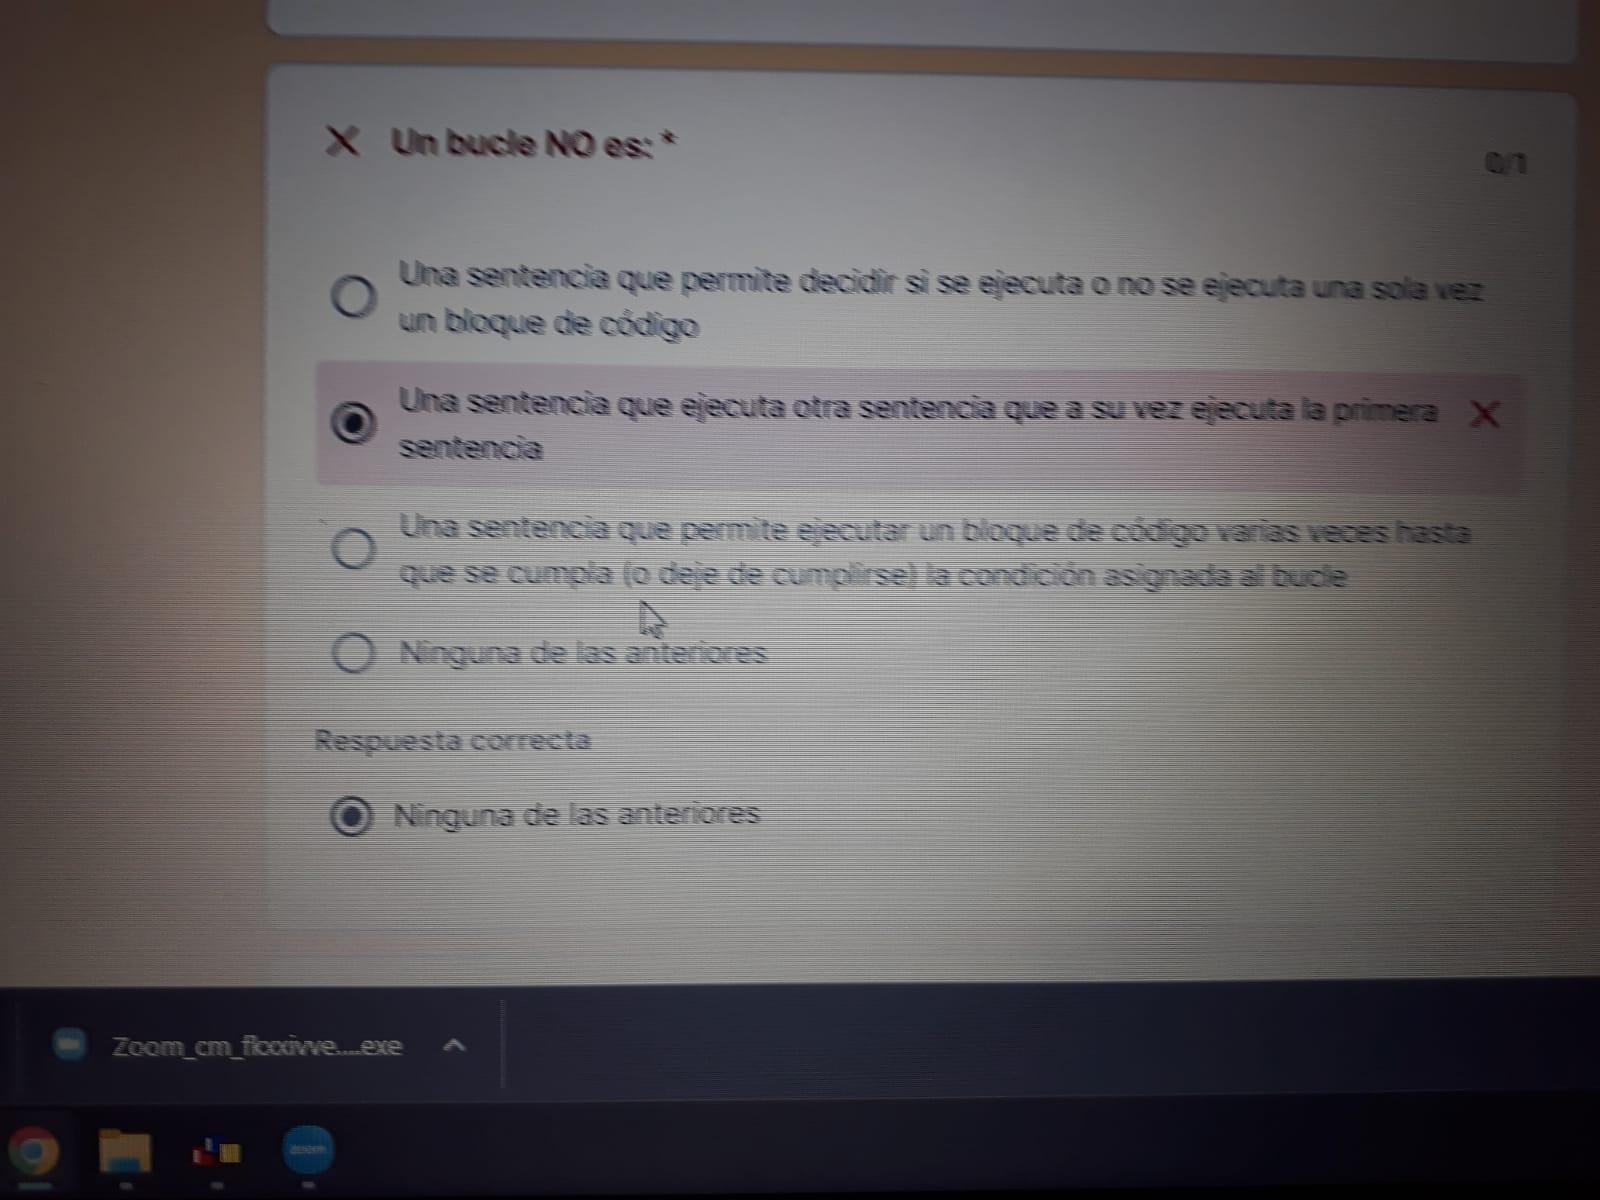 Un bucle NO es: *
0/1
Una sentencia que permite decidir si se ejecuta o no se ejecuta una sola vez
un bloque de código
Una sentencia que ejecuta otra sentencia que a su vez ejecuta la primera
sentencia
Una sentencia que permite ejecutar un bloque de código varias veces hasta
que se cumpla (o deje de cumplirse) la condición asignada al bucle
Ninguna de las anteriores
Respuesta correcta
Ninguna de las anteriores
zoom